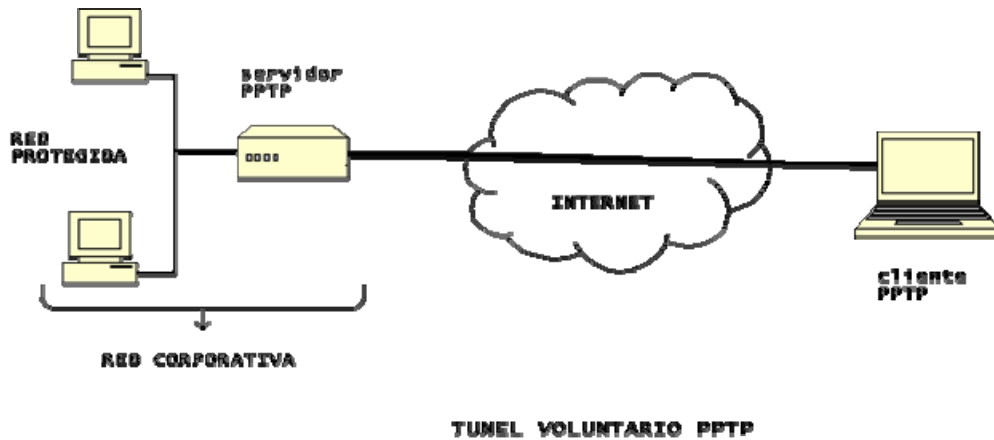 servidor
PPTP
RED
PROTEGIDA
INTERNET
cliente
PPTP
RED CORPORATIVA
TUNEL VOLUNTARIO PPTP